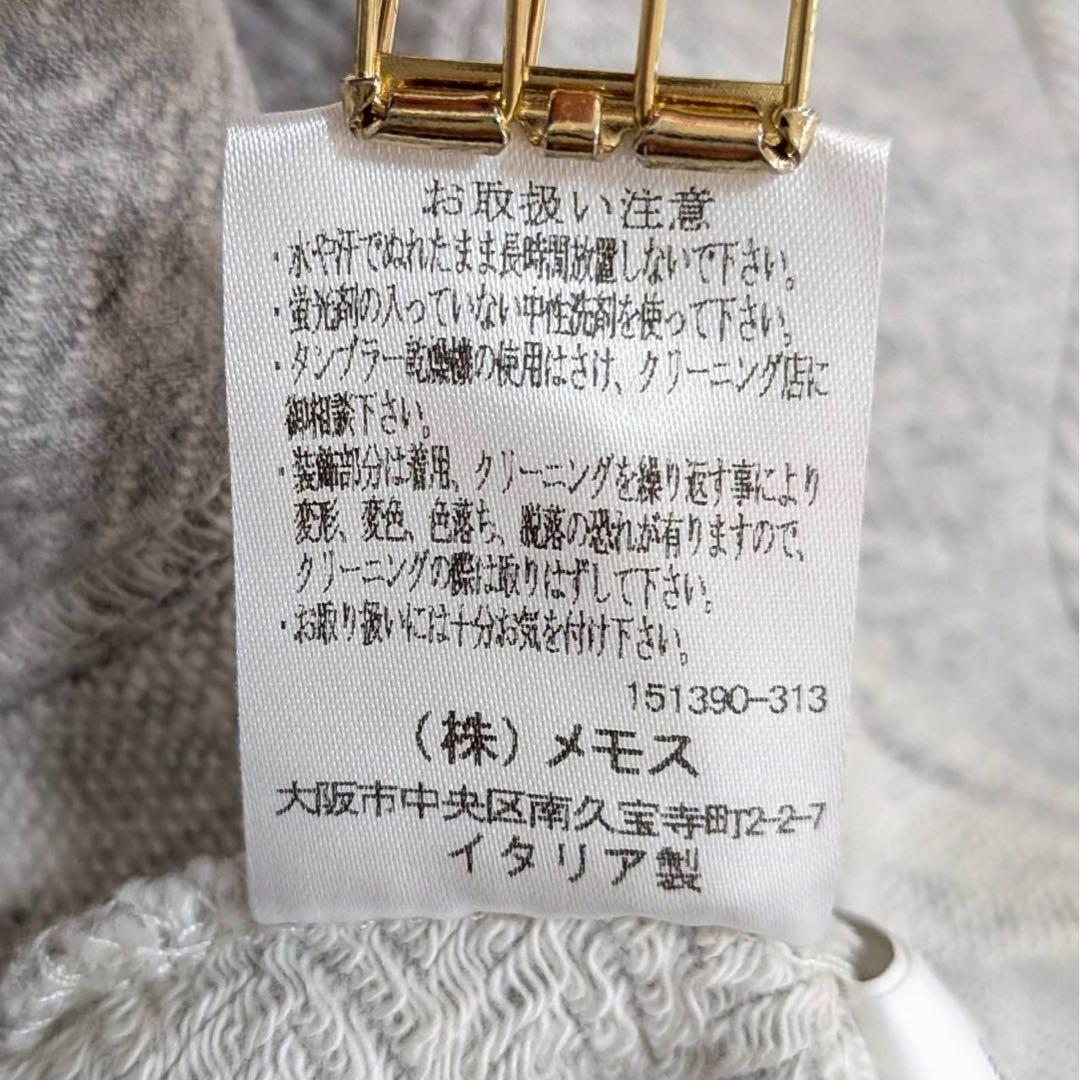 お取扱い注意
・水や汗でぬれたまま長時間放置しないで下さい。
・蛍光剤の入っていない中性洗剤を使って下さい。
・タンブラー乾燥機の使用はさけ、クリーニング店に
御相談下さい。
・装飾部分は着用、クリーニングを繰り返す事により
変形、変色、色落ち、脱落の恐れが有りますので、
クリーニングの際は取りはずして下さい。
・お取り扱いには十分お気を付け下さい。
151390-313
(株)メモス
大阪市中央区南久宝寺町2-2-7
イタリア製